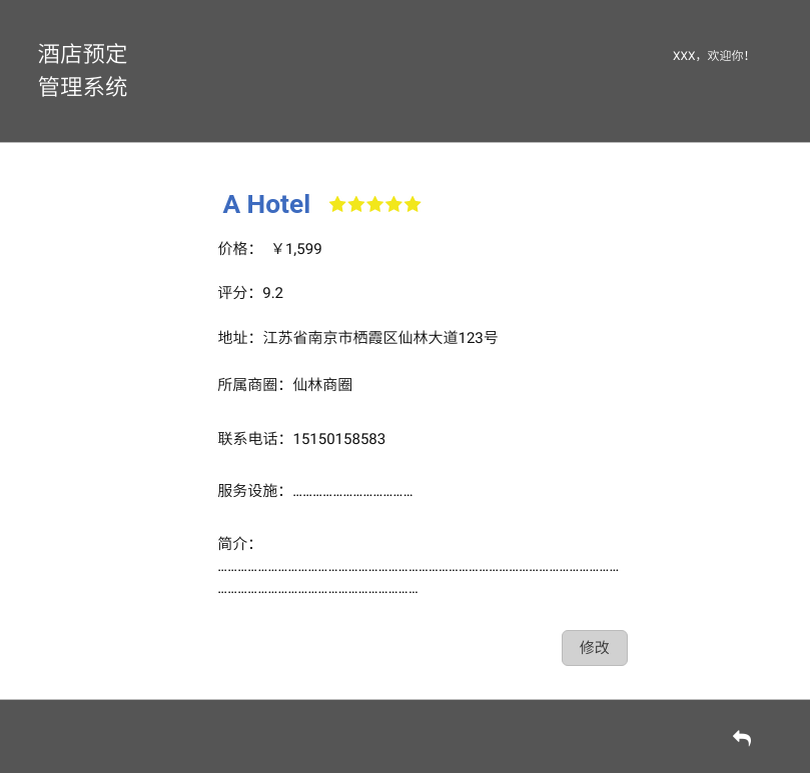 酒店预定
管理系统
XXX，欢迎你！
A Hotel
价格： ￥1,599
评分：9.2
地址：江苏省南京市栖霞区仙林大道123号
所属商圈：仙林商圈
联系电话：15150158583
服务设施：………………………………
简介：
…………………………………………………………………………………………………………
……………………………………………………
修改